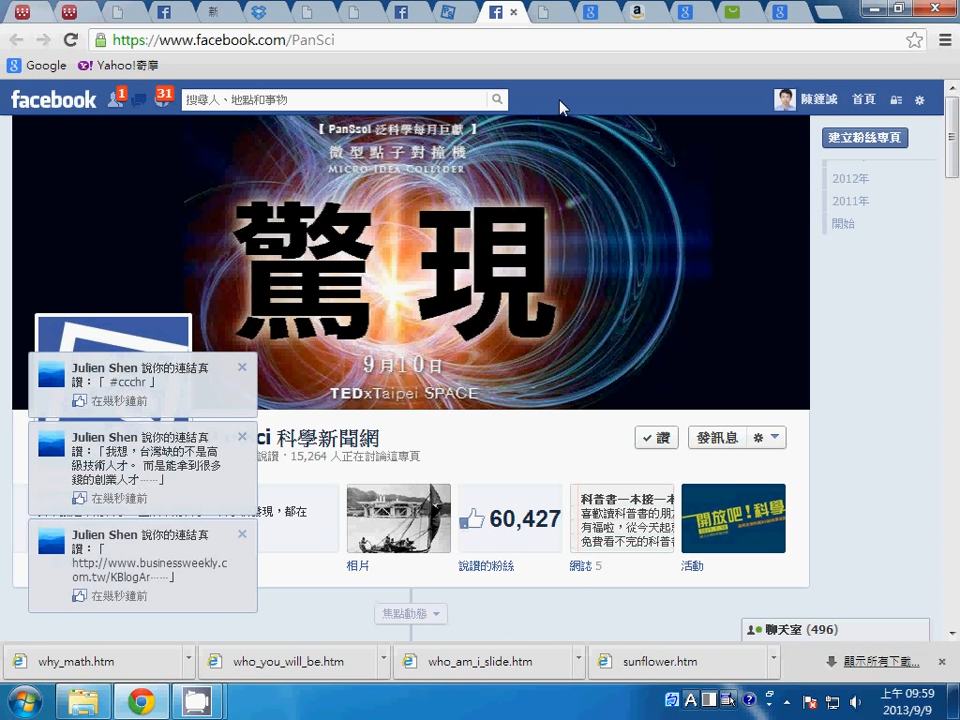 新
https://www.facebook.com/PanSci
Google
Yahoo!奇摩
facebook
1
31
搜尋人、地點和事物
陳鍾誠
首頁
【 PanSsol 泛科學每月巨獻 】
微型點子對撞機
MICRO IDEA COLLIDER
驚現
9月10日
TEDxTaipei SPACE
建立粉絲專頁
2012年
2011年
開始
Julien Shen 說你的連結真
讚：「 #ccchr 」
在幾秒鐘前
Julien Shen 說你的連結真
讚：「我想，台灣缺的不是高
級技術人才。 而是能拿到很多
錢的創業人才……」
在幾秒鐘前
Julien Shen 說你的連結真
讚：「
http://www.businessweekly.c
om.tw/KBlogAr……」
在幾秒鐘前
ci 科學新聞網
說讚．15,264 人正在討論這專頁
讚
發訊息
發現，都在
相片
60,427
說讚的粉絲
科普書一本接一本
喜歡讀科普書的朋友
有福啦，從今天起
免費看不完的科普書
網誌 5
開放吧！科學
活動
焦點動態
聊天室 (496)
why_math.htm
who_you_will_be.htm
who_am_i_slide.htm
sunflower.htm
顯示所有下載...
上午 09:59
2013/9/9